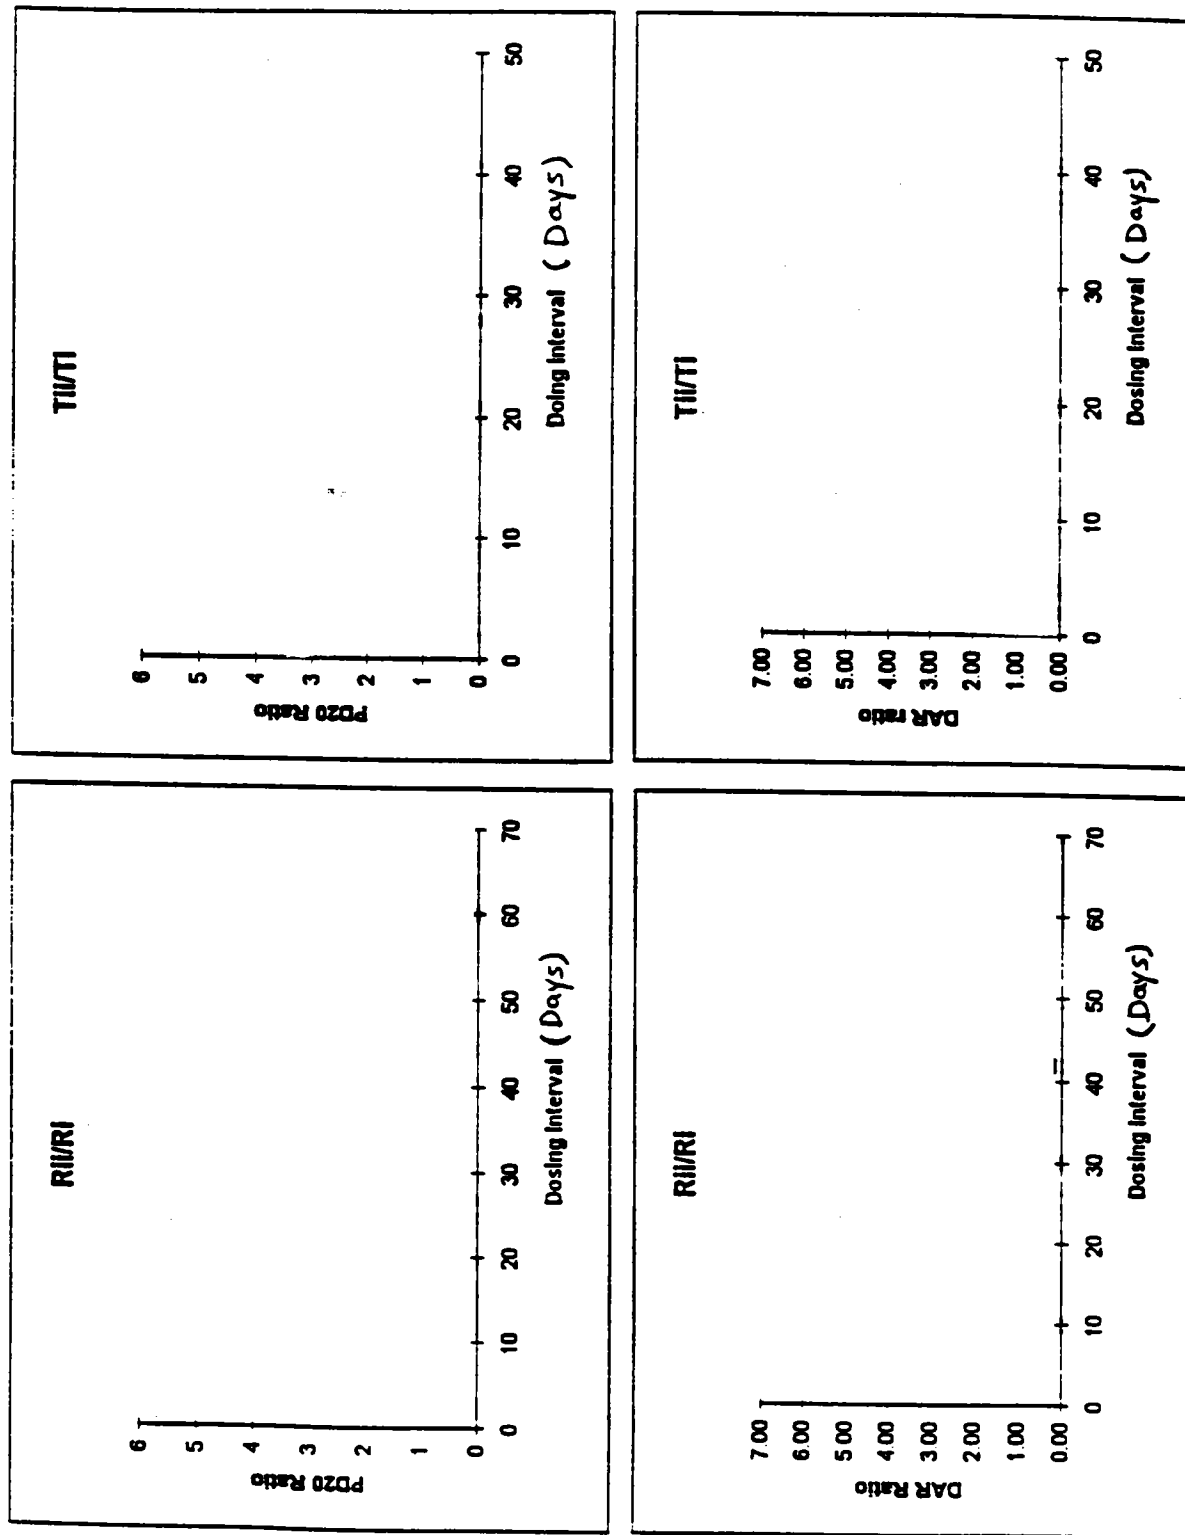 RII/RI
PD20 Ratio
6
5
4
3
2
1
0
0 10 20 30 40 50 60 70
Dosing Interval (Days)
TII/TI
PD20 Ratio
6
5
4
3
2
1
0
0 10 20 30 40 50
Doing Interval (Days)
RII/RI
DAR Ratio
7.00
6.00
5.00
4.00
3.00
2.00
1.00
0.00
0 10 20 30 40 50 60 70
Dosing Interval (Days)
TII/TI
DAR ratio
7.00
6.00
5.00
4.00
3.00
2.00
1.00
0.00
0 10 20 30 40 50
Dosing Interval (Days)